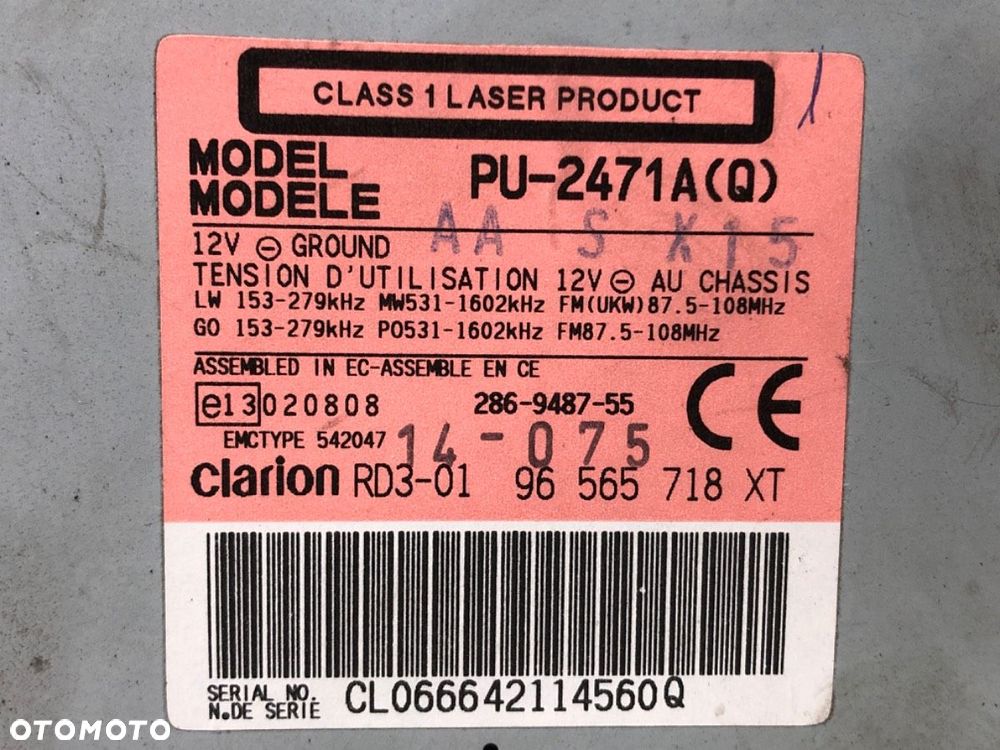 CLASS 1 LASER PRODUCT
MODEL
MODELE
PU-2471A(Q)
AA S X15
12V ⊖ GROUND
TENSION D'UTILISATION 12V ⊖ AU CHASSIS
LW 153-279kHz MW531-1602kHz FM(UKW)87.5-108MHz
GO 153-279kHz PO531-1602kHz FM87.5-108MHz
ASSEMBLED IN EC-ASSEMBLE EN CE
e13 020808 286-9487-55 CE
EMCTYPE 542047
14-075
clarion RD3-01 96 565 718 XT
SERIAL NO.
N.DE SERIE
CL066642114560Q
OTOMOTO